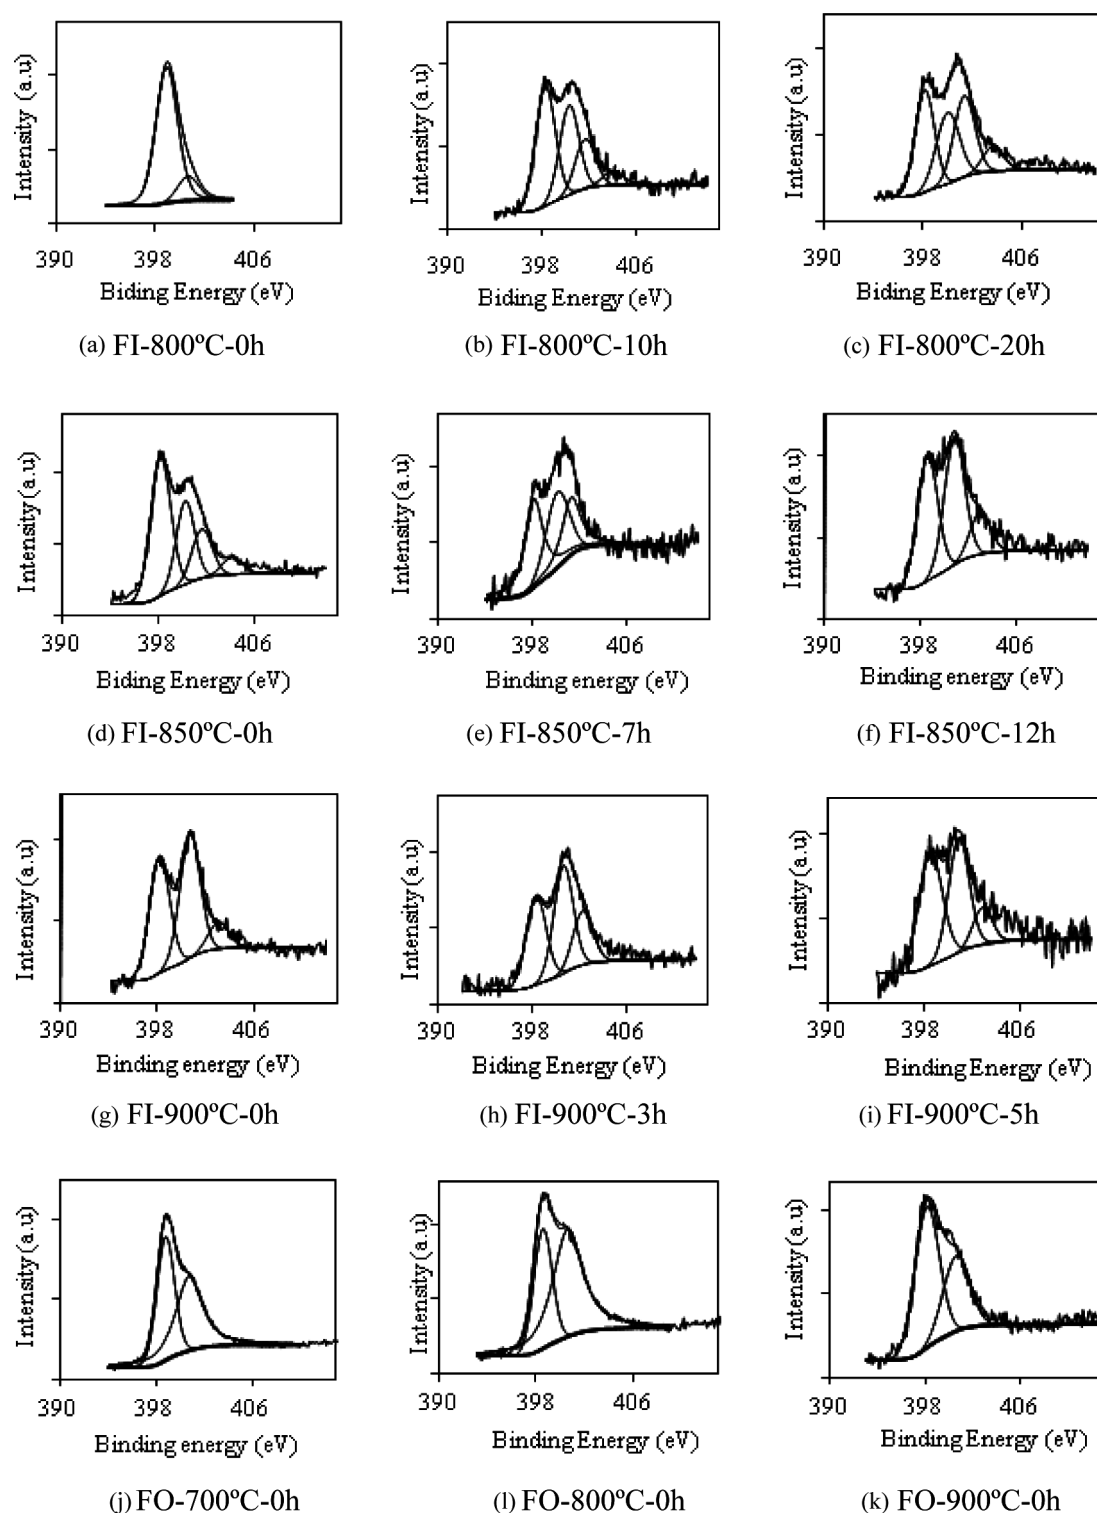 Intensity (a.u)
Intensity (a.u)
Intensity(a.u)
390 398 406
390 398 406
390 398 406
Biding Energy (eV)
Biding Energy (eV)
Biding Energy (eV)
(a) FI-800ºC-0h
(b) FI-800ºC-10h
(c) FI-800ºC-20h
Intensity(a.u)
Intensity (a.u)
Intensity (a.u)
390 398 406
390 398 406
390 398 406
Biding Energy (eV)
Binding Energy (eV)
Binding energy (eV)
(d) FI-850ºC-0h
(e) FI-850ºC-7h
(f) FI-850ºC-12h
Intensity(a.u)
Intensity (a.u)
Intensity(a.u)
390 398 406
390 398 406
390 398 406
Binding energy (eV)
Biding Energy (eV)
Binding Energy (eV)
(g) FI-900ºC-0h
(h) FI-900ºC-3h
(i) FI-900ºC-5h
Intensity(a.u)
Intensity(a.u)
Intensity(a.u)
390 398 406
390 398 406
390 398 406
Binding energy (eV)
Binding Energy (eV)
Binding Energy (eV)
(j) FO-700ºC-0h
(l) FO-800ºC-0h
(k) FO-900ºC-0h